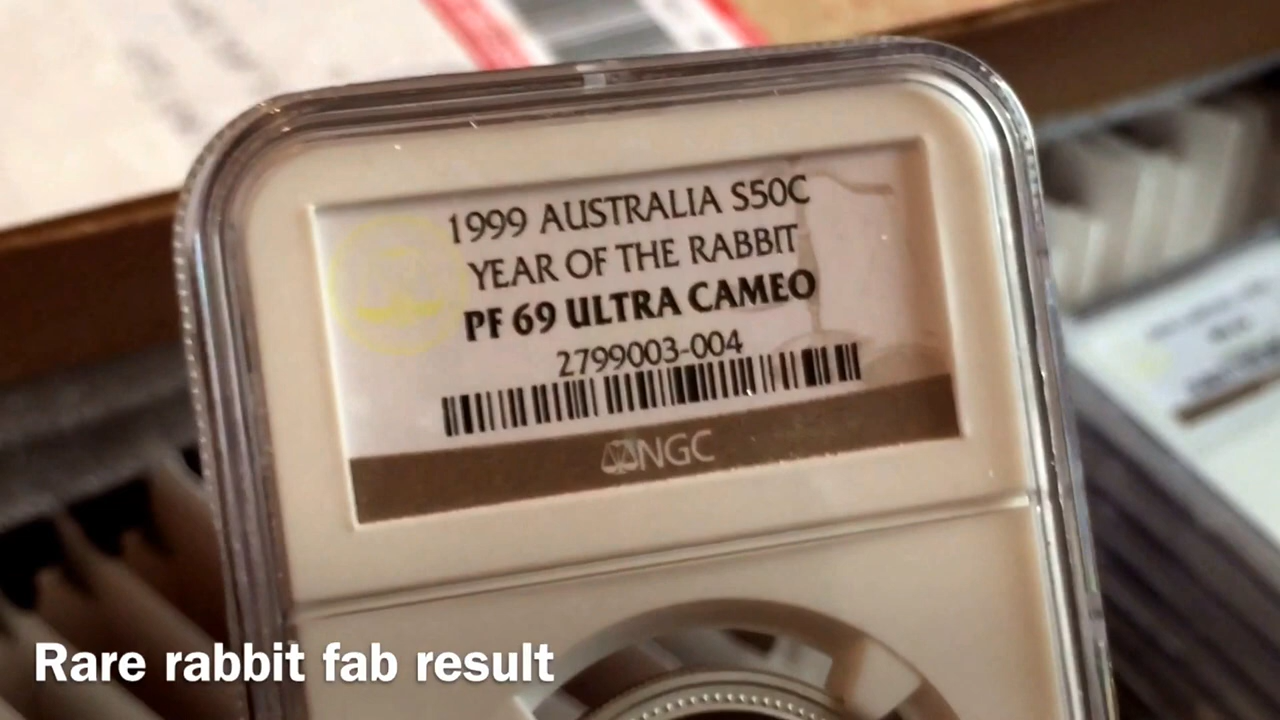 1999 AUSTRALIA S50C
YEAR OF THE RABBIT
PF 69 ULTRA CAMEO
2799003-004
NGC
Rare rabbit fab result